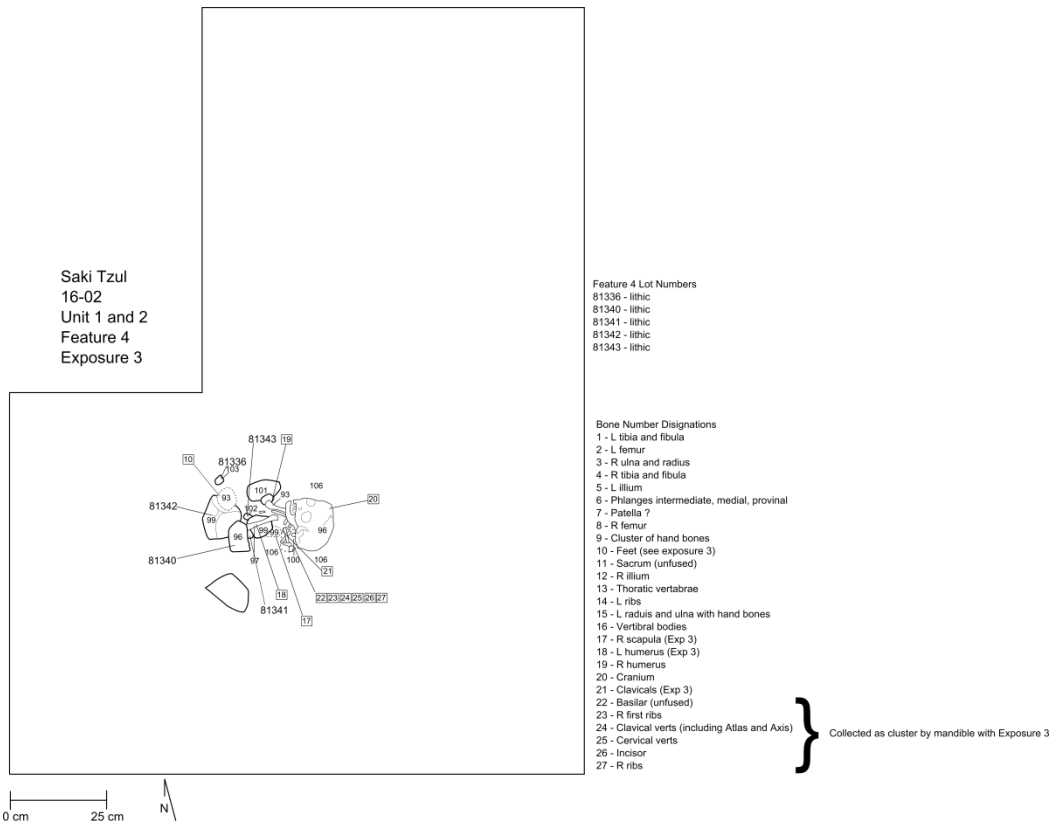 Saki Tzul
16-02
Unit 1 and 2
Feature 4
Exposure 3
Feature 4 Lot Numbers
81336 - lithic
81340 - lithic
81341 - lithic
81342 - lithic
81343 - lithic
81343 19
10 81336
103
93 101 93 106
20
81342 99 102
96 99 99 96
81340 97 106 100 106
21
18 22 23 24 25 26 27
81341
17
Bone Number Disignations
1 - L tibia and fibula
2 - L femur
3 - R ulna and radius
4 - R tibia and fibula
5 - L illium
6 - Phlanges intermediate, medial, provinal
7 - Patella ?
8 - R femur
9 - Cluster of hand bones
10 - Feet (see exposure 3)
11 - Sacrum (unfused)
12 - R illium
13 - Thoratic vertabrae
14 - L ribs
15 - L raduis and ulna with hand bones
16 - Vertibral bodies
17 - R scapula (Exp 3)
18 - L humerus (Exp 3)
19 - R humerus
20 - Cranium
21 - Clavicals (Exp 3)
22 - Basilar (unfused)
23 - R first ribs
24 - Clavical verts (including Atlas and Axis)
25 - Cervical verts
26 - Incisor
27 - R ribs
Collected as cluster by mandible with Exposure 3
0 cm 25 cm
N